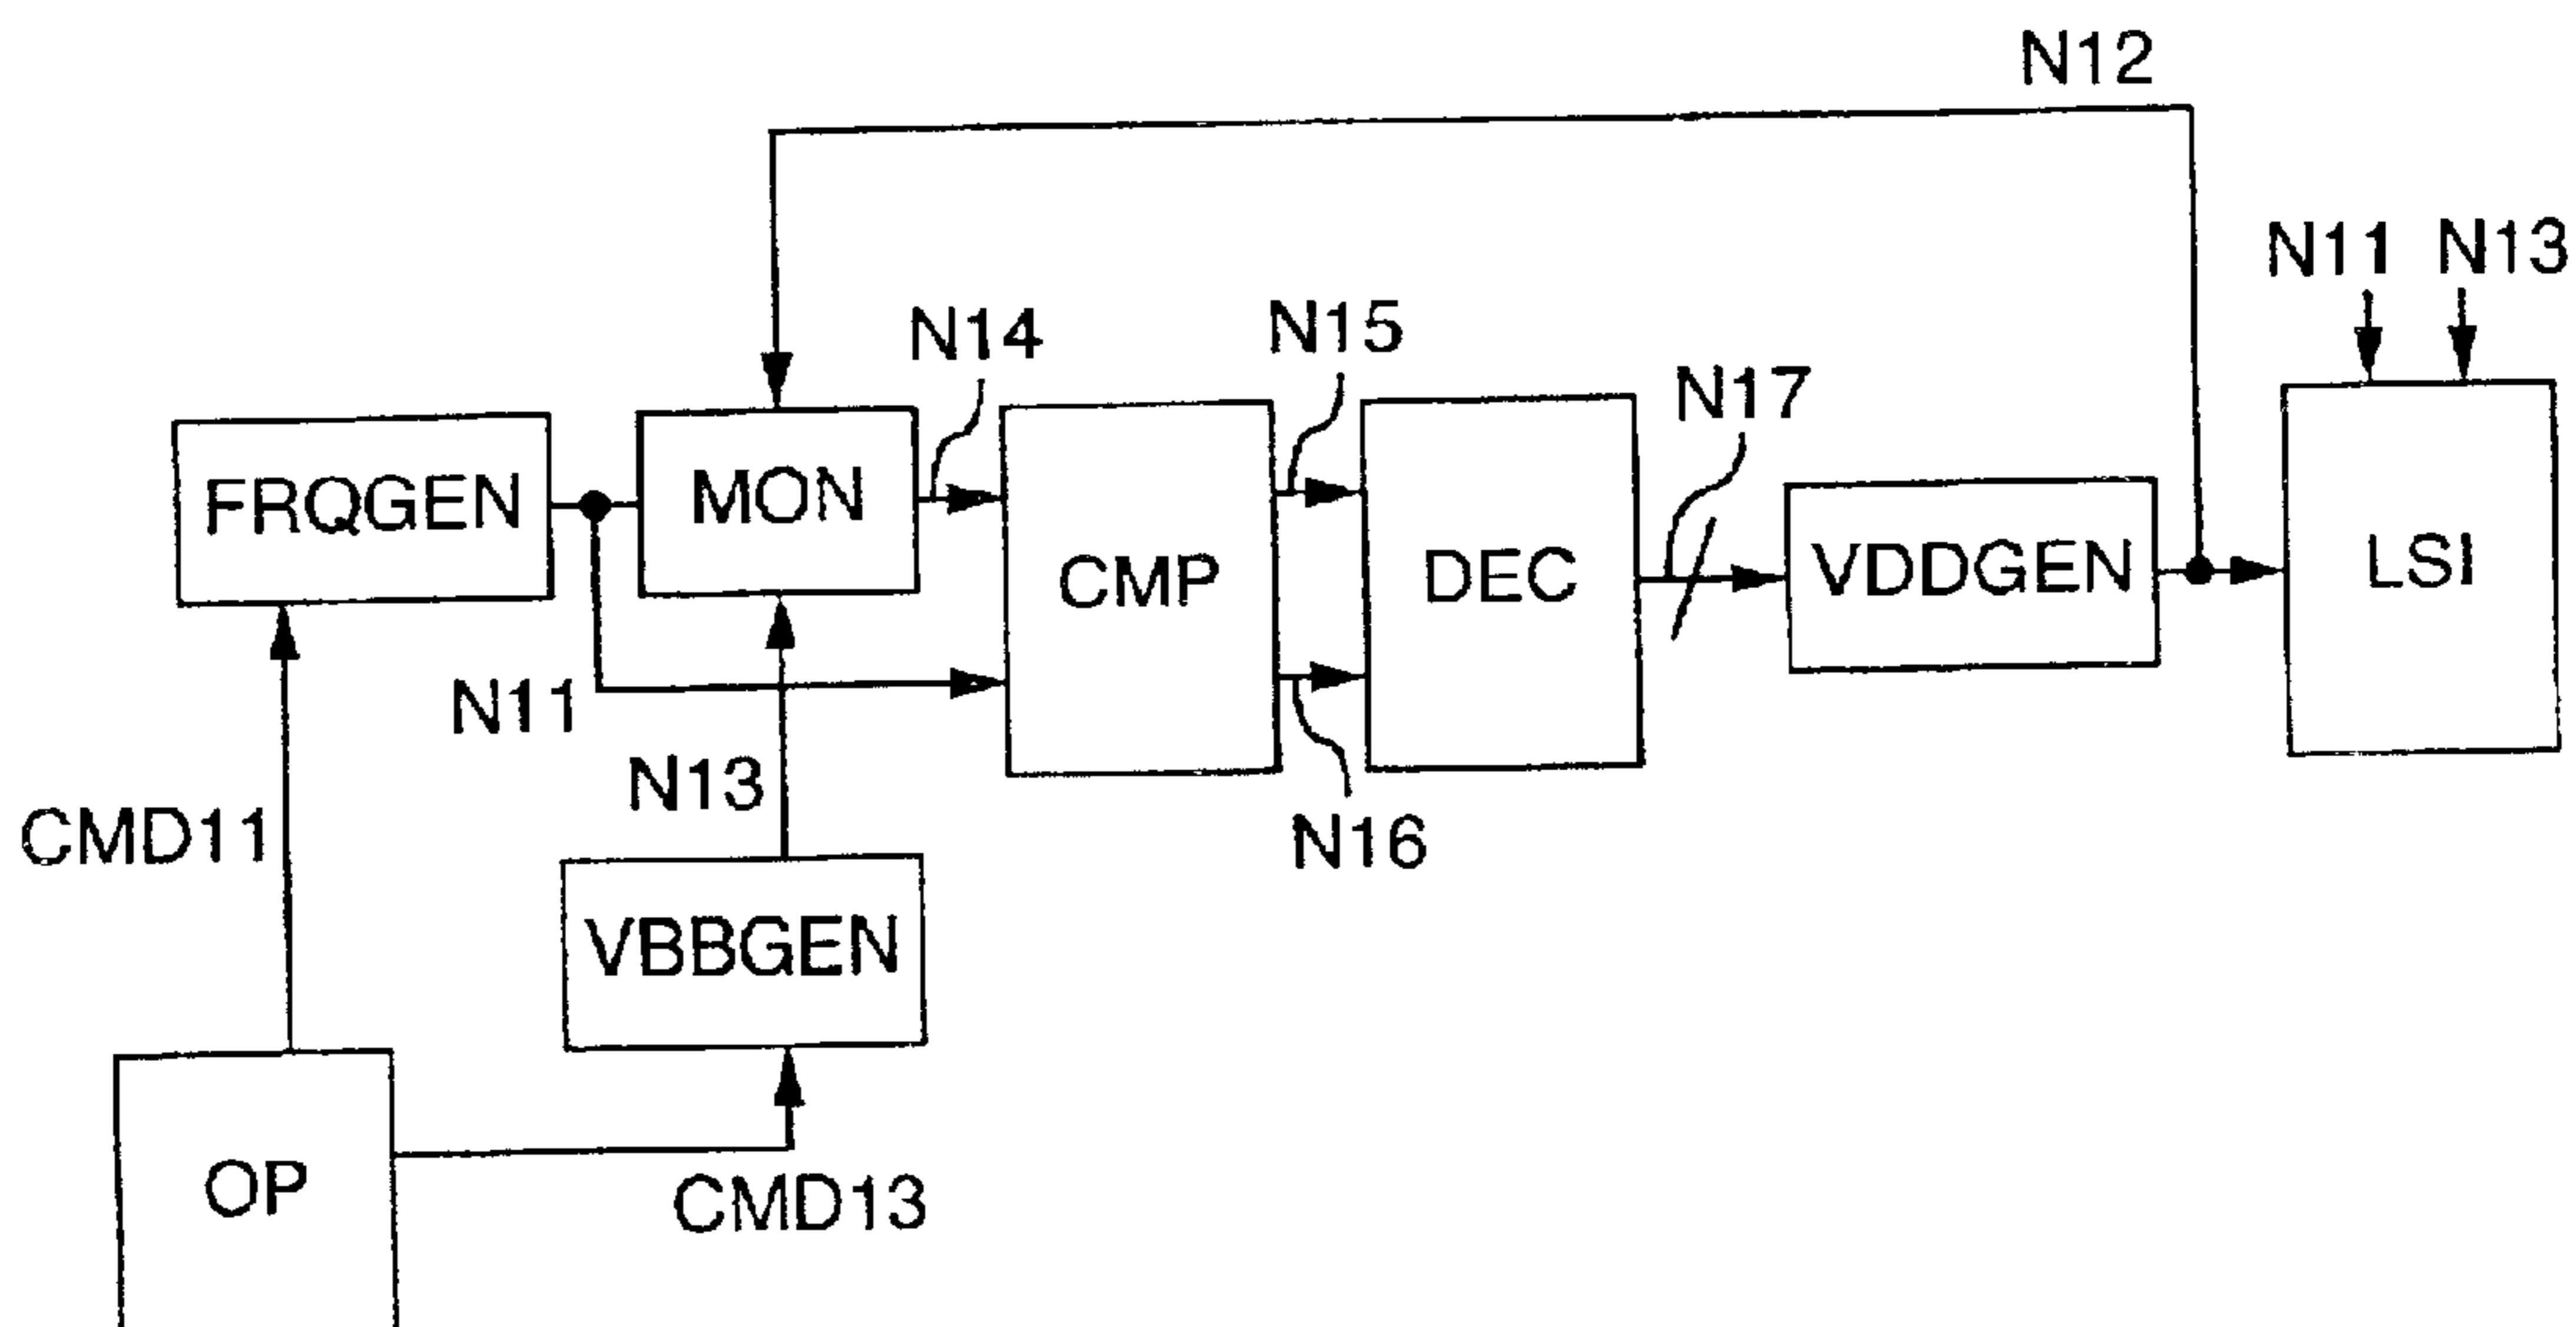 N12
N11 N13
N14
N15
N17
FRQGEN
MON
CMP
DEC
VDDGEN
LSI
N11
N13
N16
CMD11
VBBGEN
OP
CMD13